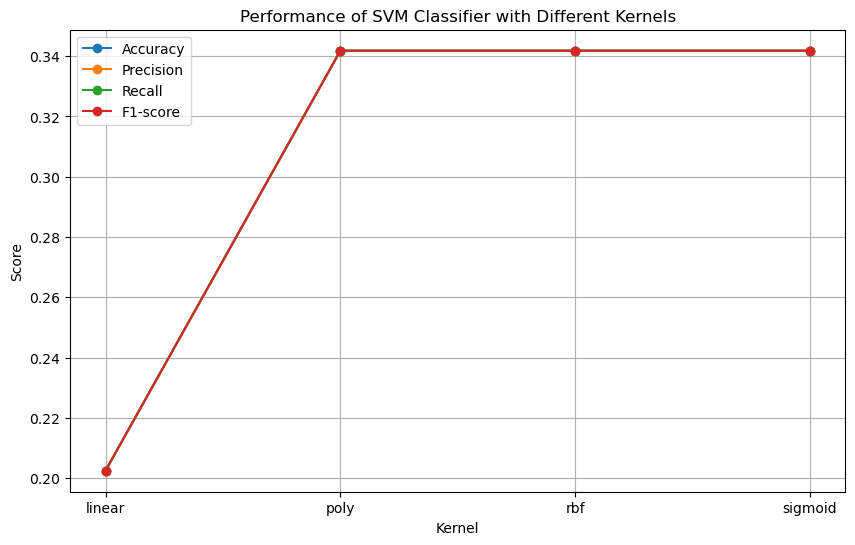 Performance of SVM Classifier with Different Kernels
Accuracy
Precision
Recall
F1-score
0.34
0.32
0.30
0.28
0.26
0.24
0.22
0.20
Score
linear
poly
rbf
sigmoid
Kernel